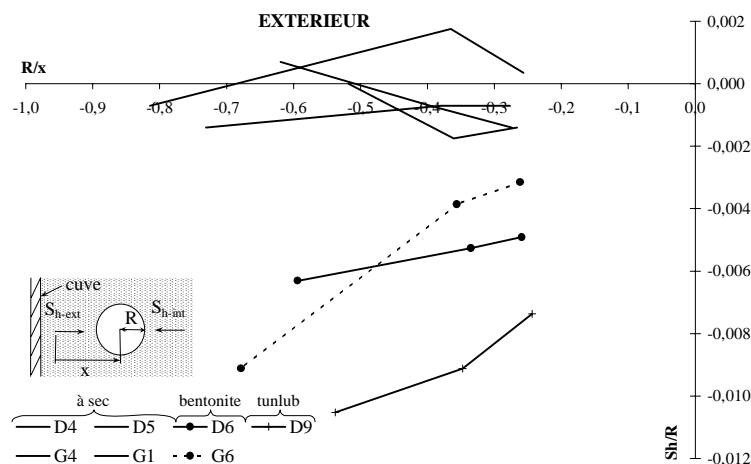 EXTERIEUR
0,002
R/x
0,000
-1,0 -0,9 -0,8 -0,7 -0,6 -0,5 -0,4 -0,3 -0,2 -0,1 0,0
-0,002
-0,004
-0,006
-0,008
-0,010
-0,012
Sh/R
cuve
Sh-ext R Sh-int
x
à sec bentonite tunlub
D4 D5 D6 D9
G4 G1 G6